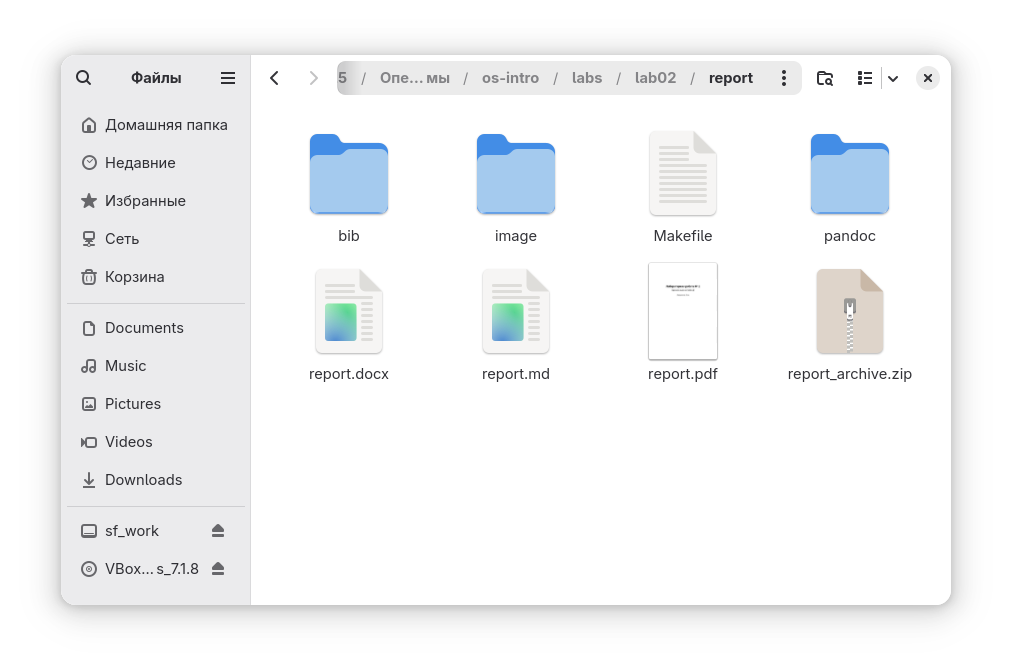 Файлы
5 / Опе…мы / os-intro / labs / lab02 / report
Домашняя папка
Недавние
Избранные
Сеть
Корзина
Documents
Music
Pictures
Videos
Downloads
sf_work
VBox…s_7.1.8
bib
image
Makefile
pandoc
report.docx
report.md
report.pdf
report_archive.zip